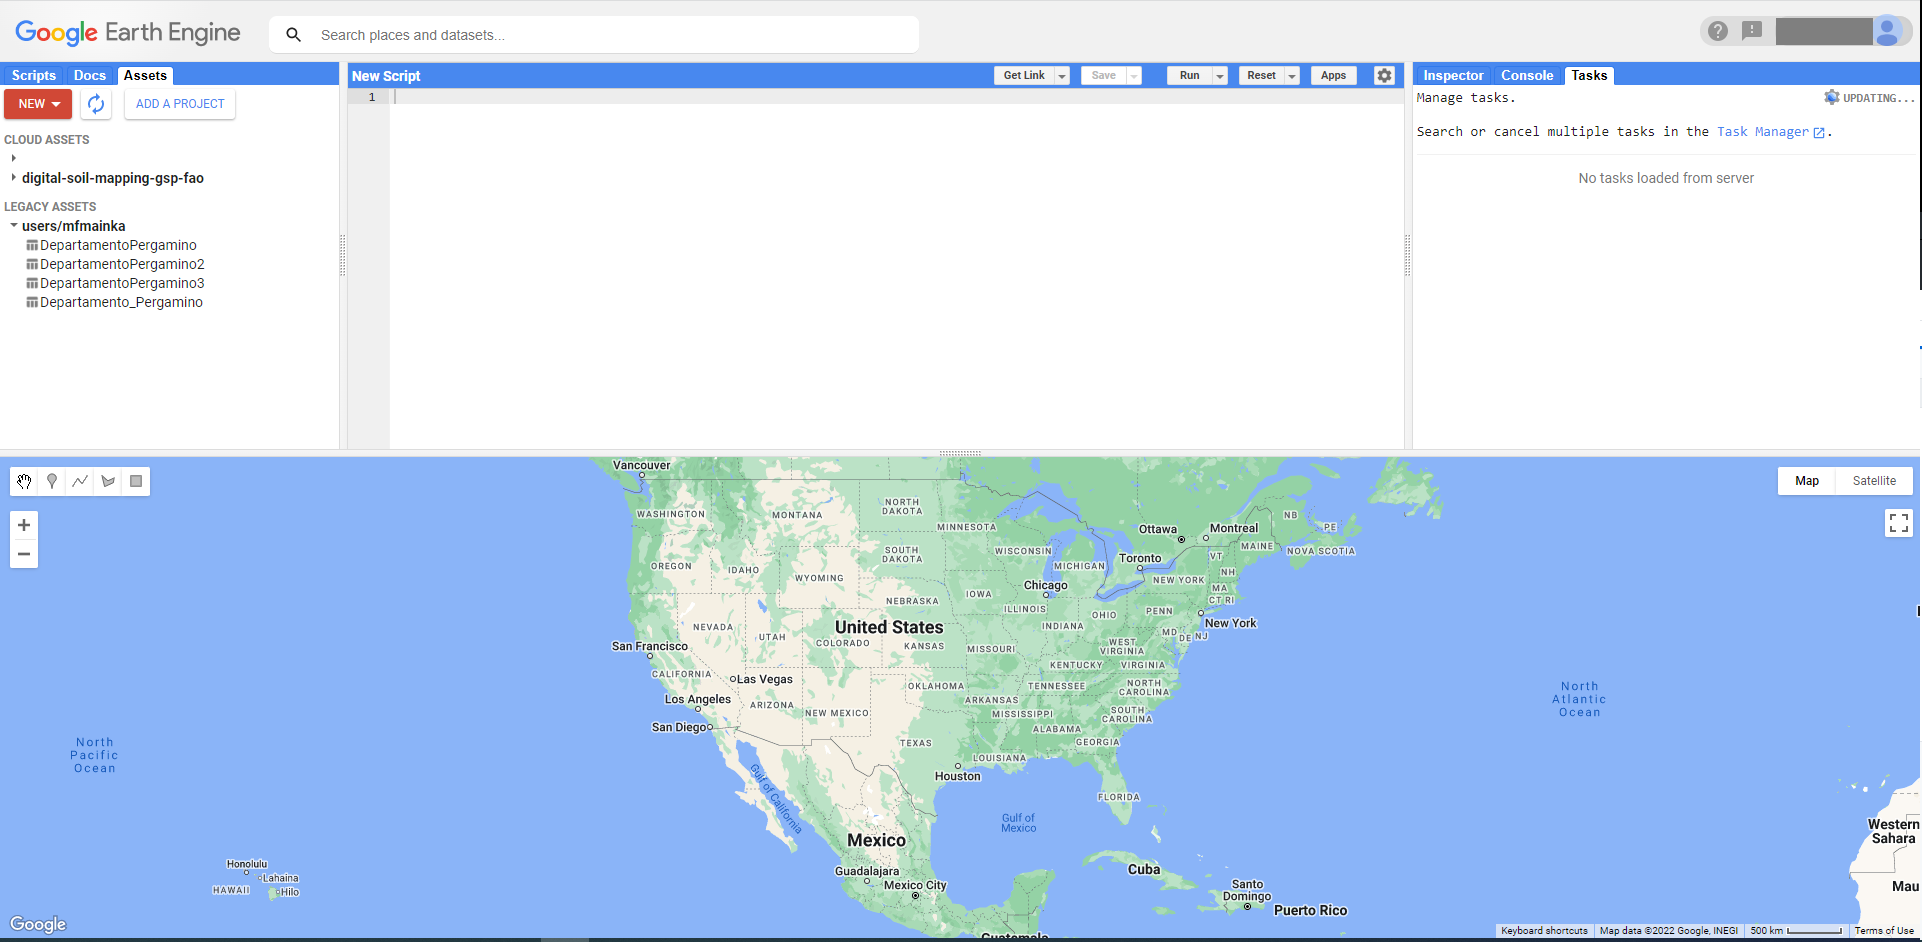 Google Earth Engine
Search places and datasets...
Scripts Docs Assets
NEW
ADD A PROJECT
CLOUD ASSETS
digital-soil-mapping-gsp-fao
LEGACY ASSETS
users/mfmainka
DepartamentoPergamino
DepartamentoPergamino2
DepartamentoPergamino3
Departamento_Pergamino
New Script
Get Link Save Run Reset Apps
1
Inspector Console Tasks
Manage tasks.
UPDATING...
Search or cancel multiple tasks in the Task Manager.
No tasks loaded from server
Map Satellite
Vancouver
WASHINGTON
MONTANA
NORTH
DAKOTA
MINNESOTA
Ottawa
Montreal
NB
PE
MAINE
NOVA SCOTIA
OREGON
IDAHO
WYOMING
SOUTH
DAKOTA
WISCONSIN
MICHIGAN
Toronto
VT
NH
NEW YORK
MA
CT RI
Chicago
NEBRASKA
IOWA
ILLINOIS
INDIANA
OHIO
PENN
New York
MD
DE
NJ
NEVADA
UTAH
United States
COLORADO
KANSAS
MISSOURI
WEST
VIRGINIA
KENTUCKY
VIRGINIA
San Francisco
CALIFORNIA
Las Vegas
Los Angeles
ARIZONA
NEW MEXICO
OKLAHOMA
ARKANSAS
TENNESSEE
NORTH
CAROLINA
MISSISSIPPI
SOUTH
CAROLINA
San Diego
TEXAS
ALABAMA
GEORGIA
LOUISIANA
Houston
FLORIDA
North
Pacific
Ocean
North
Atlantic
Ocean
Gulf of California
Gulf of
Mexico
Mexico
Guadalajara
Mexico City
Cuba
Santo
Domingo
Puerto Rico
Western
Sahara
Mau
Honolulu
Lahaina
HAWAII
Hilo
Guatemala
Google
Keyboard shortcuts Map data ©2022 Google, INEGI 500 km Terms of Use